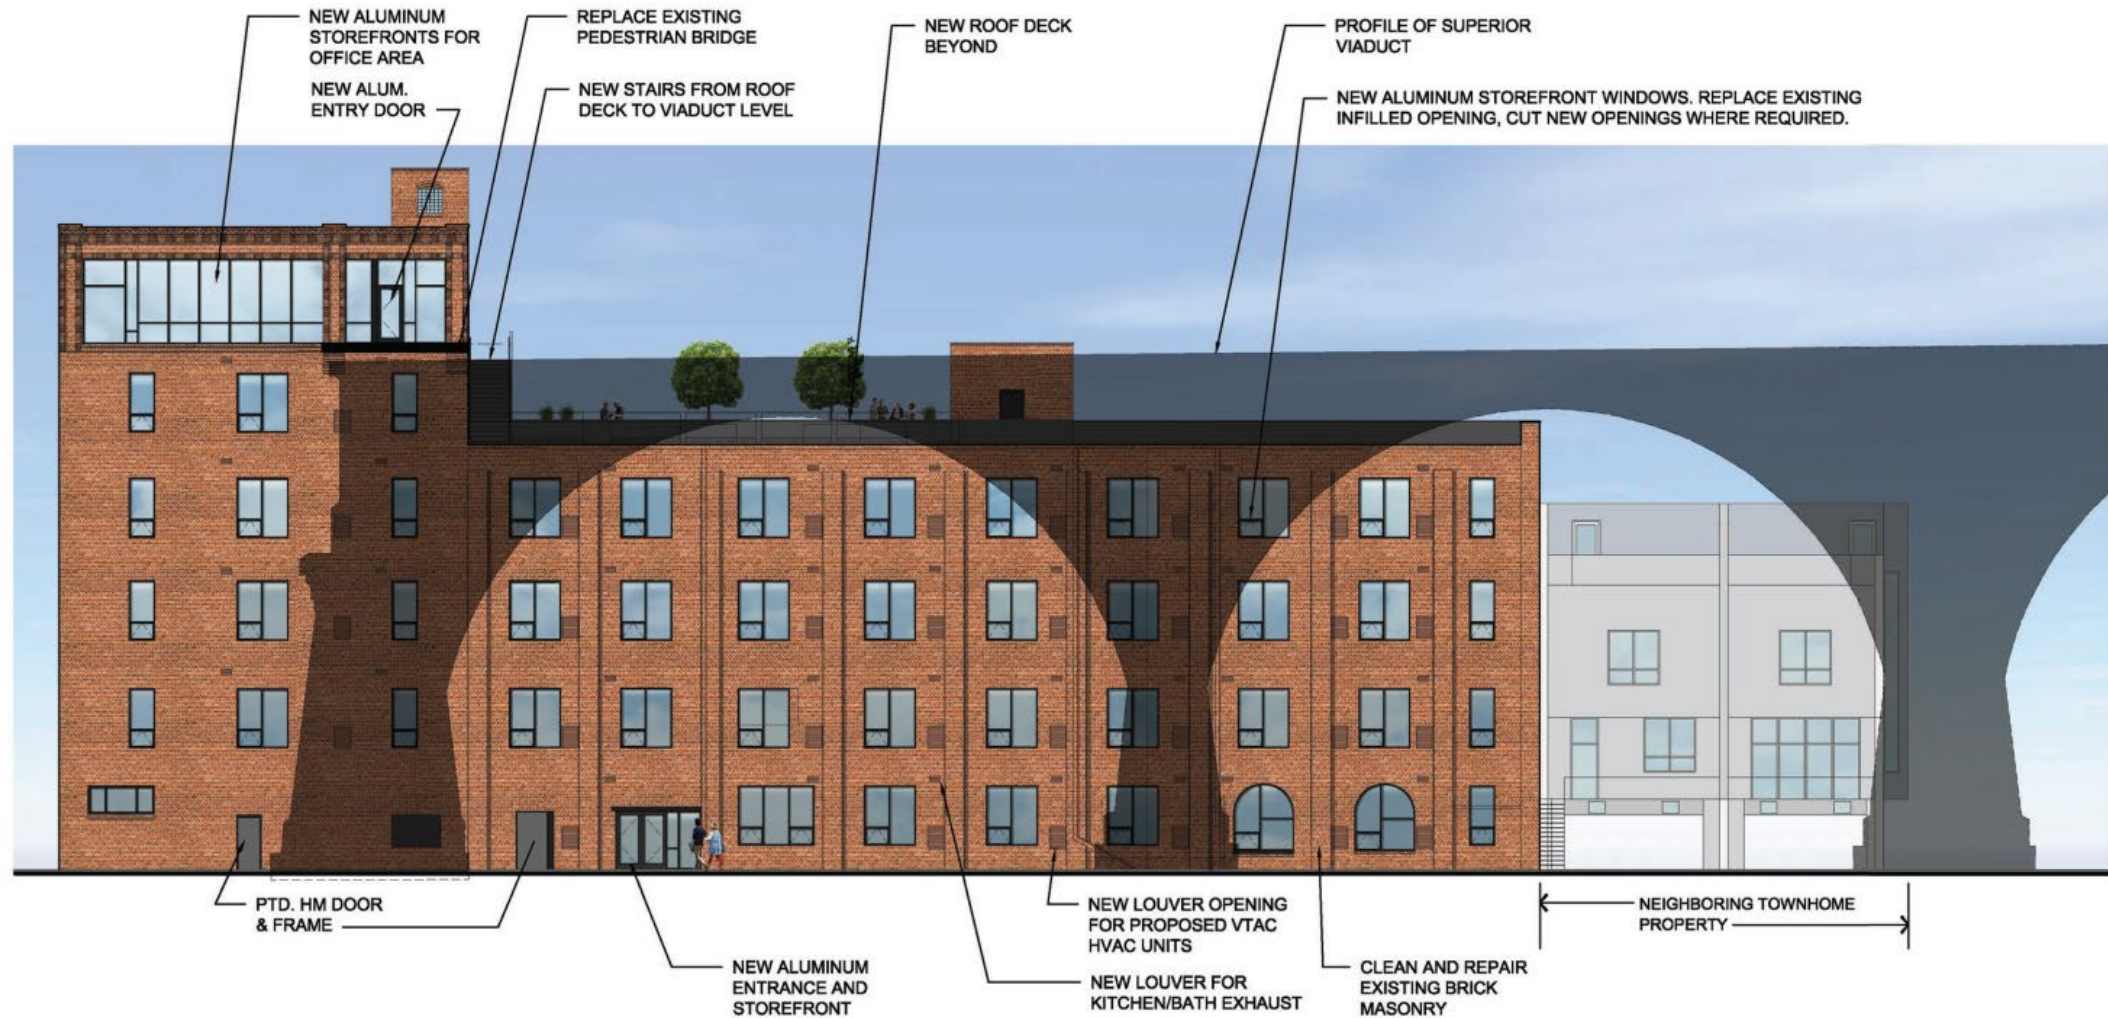 NEW ALUMINUM
STOREFRONTS FOR
OFFICE AREA
NEW ALUM.
ENTRY DOOR
REPLACE EXISTING
PEDESTRIAN BRIDGE
NEW STAIRS FROM ROOF
DECK TO VIADUCT LEVEL
NEW ROOF DECK
BEYOND
PROFILE OF SUPERIOR
VIADUCT
NEW ALUMINUM STOREFRONT WINDOWS. REPLACE EXISTING
INFILLED OPENING, CUT NEW OPENINGS WHERE REQUIRED.
PTD. HM DOOR
& FRAME
NEW ALUMINUM
ENTRANCE AND
STOREFRONT
NEW LOUVER OPENING
FOR PROPOSED VTAC
HVAC UNITS
NEW LOUVER FOR
KITCHEN/BATH EXHAUST
CLEAN AND REPAIR
EXISTING BRICK
MASONRY
NEIGHBORING TOWNHOME
PROPERTY